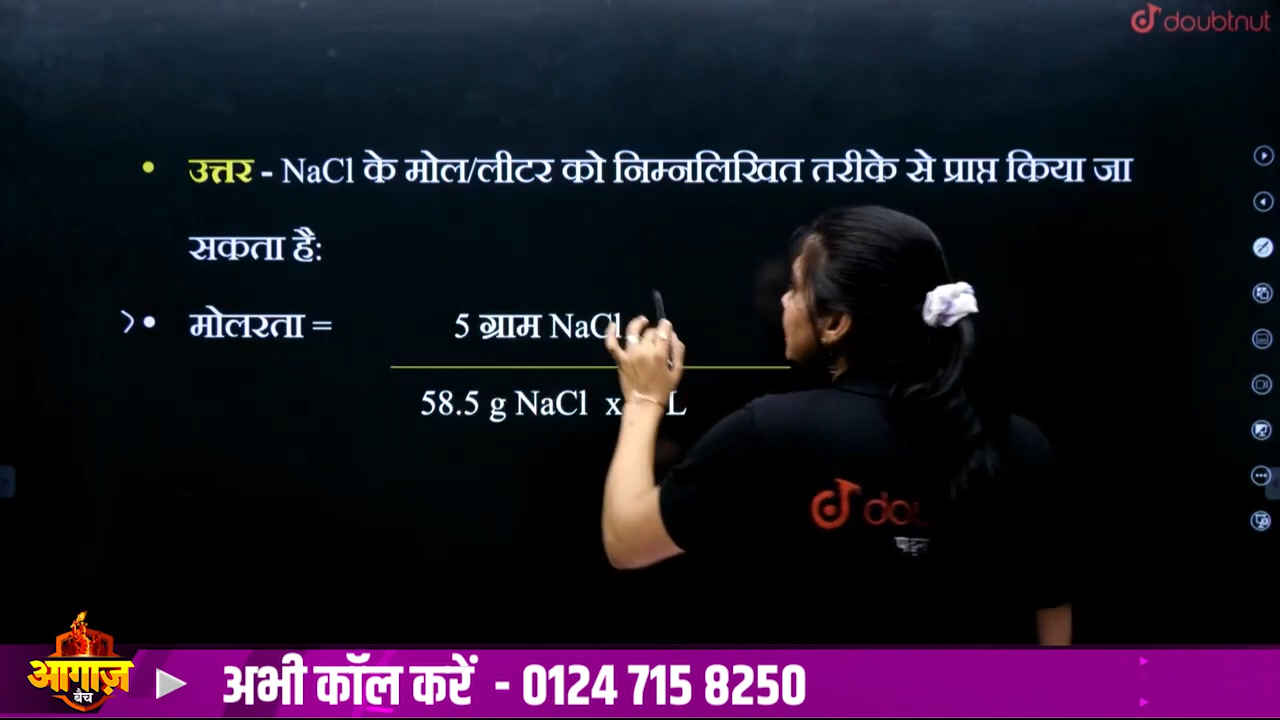 doubtnut
• उत्तर - NaCl के मोल/लीटर को निम्नलिखित तरीके से प्राप्त किया जा
सकता है:
• मोलरता = 5 ग्राम NaCl
58.5 g NaCl x L
dou
आगाज़
बैच
अभी कॉल करें - 0124 715 8250